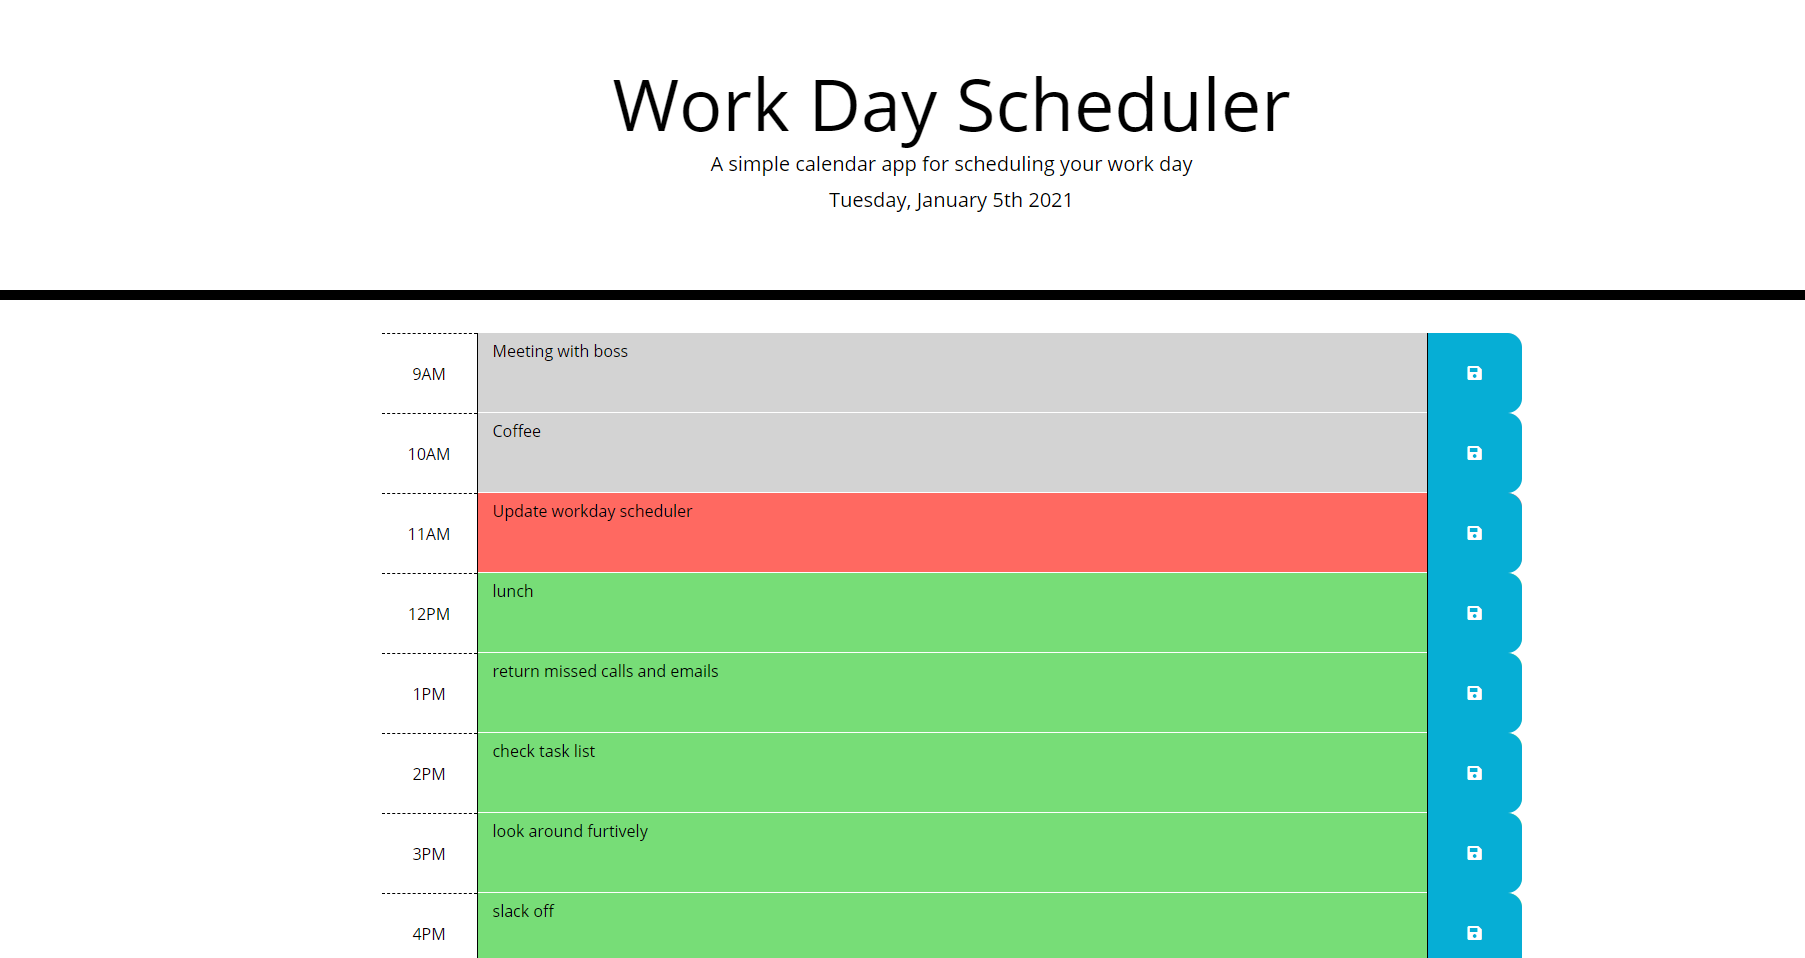 Work Day Scheduler
A simple calendar app for scheduling your work day
Tuesday, January 5th 2021
9AM Meeting with boss
10AM Coffee
11AM Update workday scheduler
12PM lunch
1PM return missed calls and emails
2PM check task list
3PM look around furtively
4PM slack off